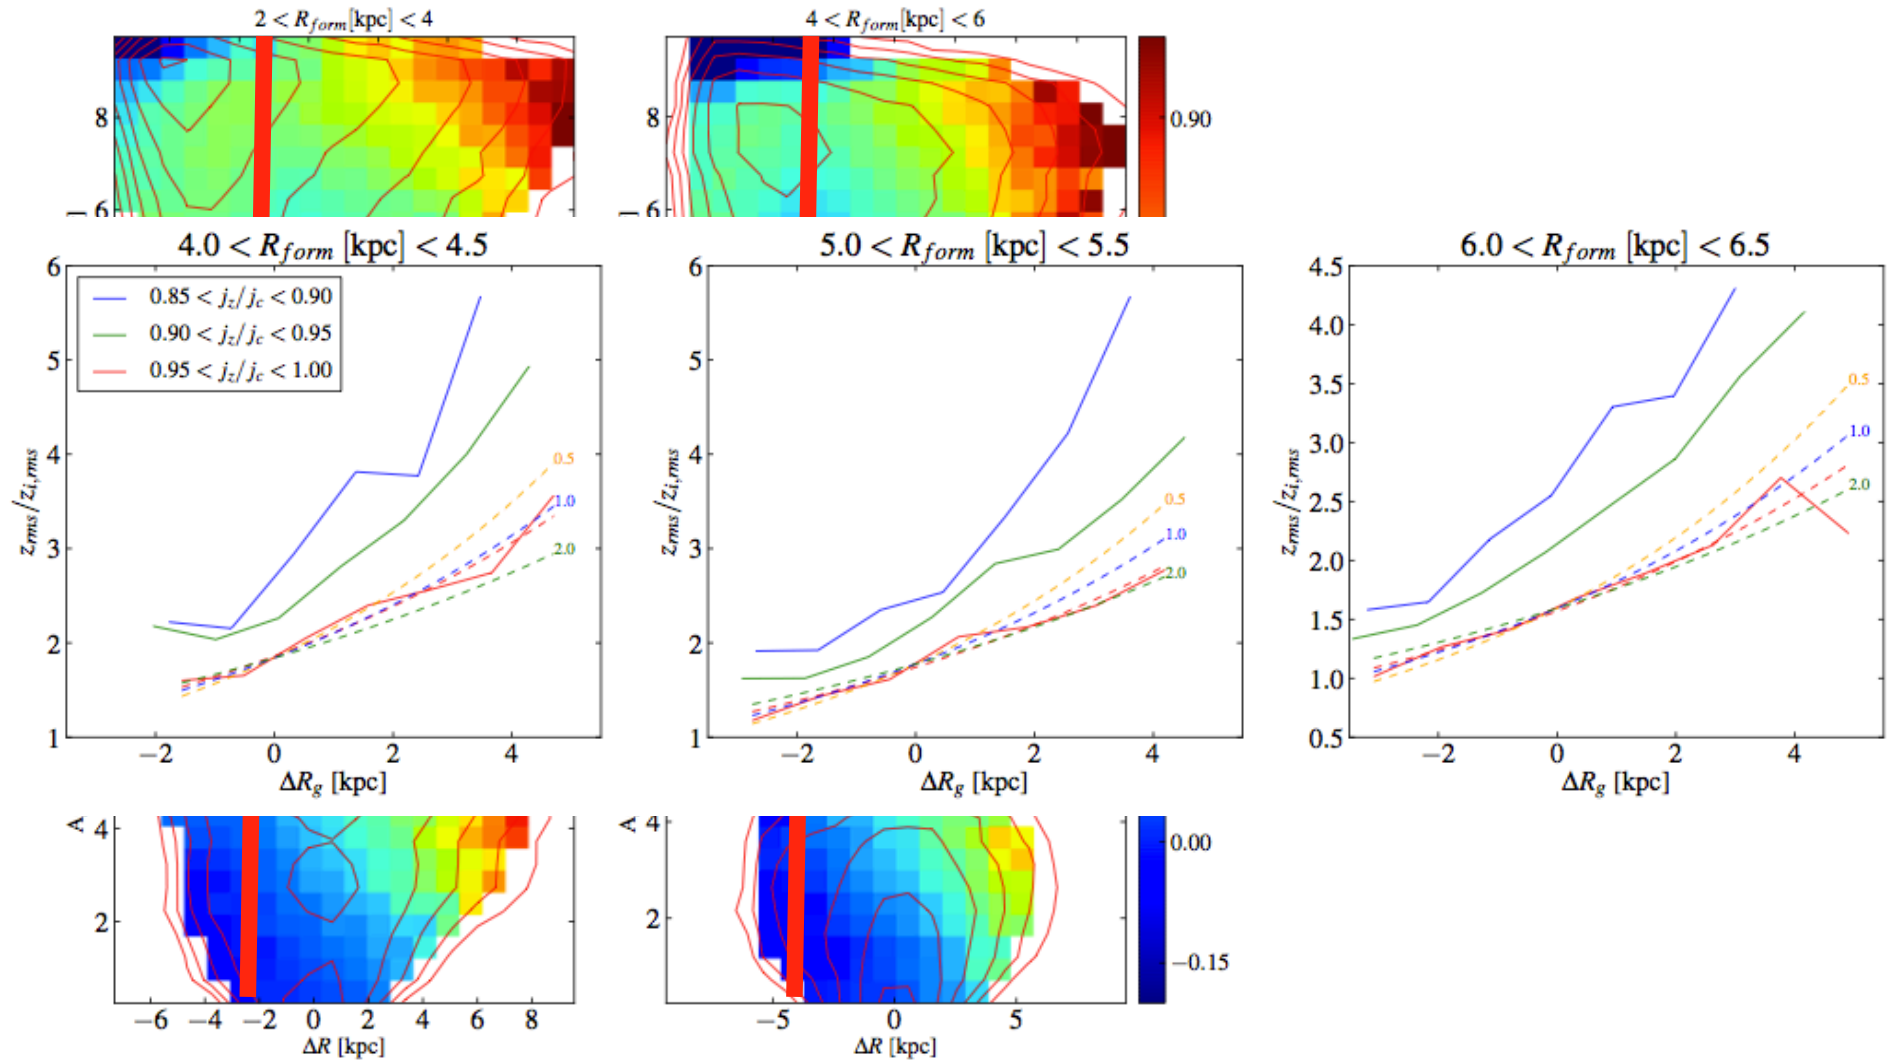 2 < R_form[kpc] < 4
4 < R_form[kpc] < 6
8
6
8
6
0.90
4.0 < R_form [kpc] < 4.5
5.0 < R_form [kpc] < 5.5
6.0 < R_form [kpc] < 6.5
0.85 < j_z/j_c < 0.90
0.90 < j_z/j_c < 0.95
0.95 < j_z/j_c < 1.00
6
5
4
3
2
1
z_rms/z_i,rms
0.5
1.0
2.0
−2 0 2 4
ΔR_g [kpc]
6
5
4
3
2
1
z_rms/z_i,rms
0.5
1.0
2.0
−2 0 2 4
ΔR_g [kpc]
4.5
4.0
3.5
3.0
2.5
2.0
1.5
1.0
0.5
z_rms/z_i,rms
0.5
1.0
2.0
−2 0 2 4
ΔR_g [kpc]
4
2
−6 −4 −2 0 2 4 6 8
ΔR [kpc]
4
2
−5 0 5
ΔR [kpc]
0.00
−0.15